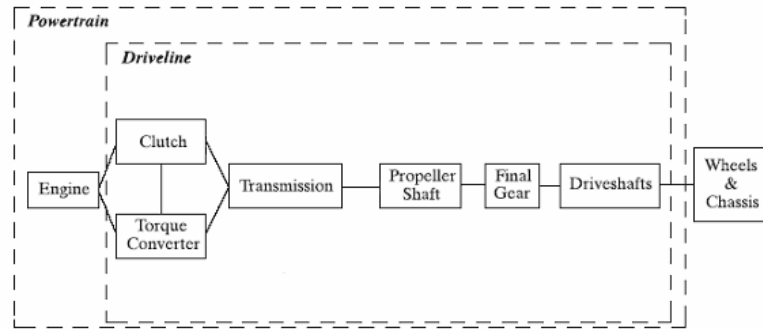 Powertrain
Driveline
Clutch
Engine
Torque
Converter
Transmission
Propeller
Shaft
Final
Gear
Driveshafts
Wheels
&
Chassis